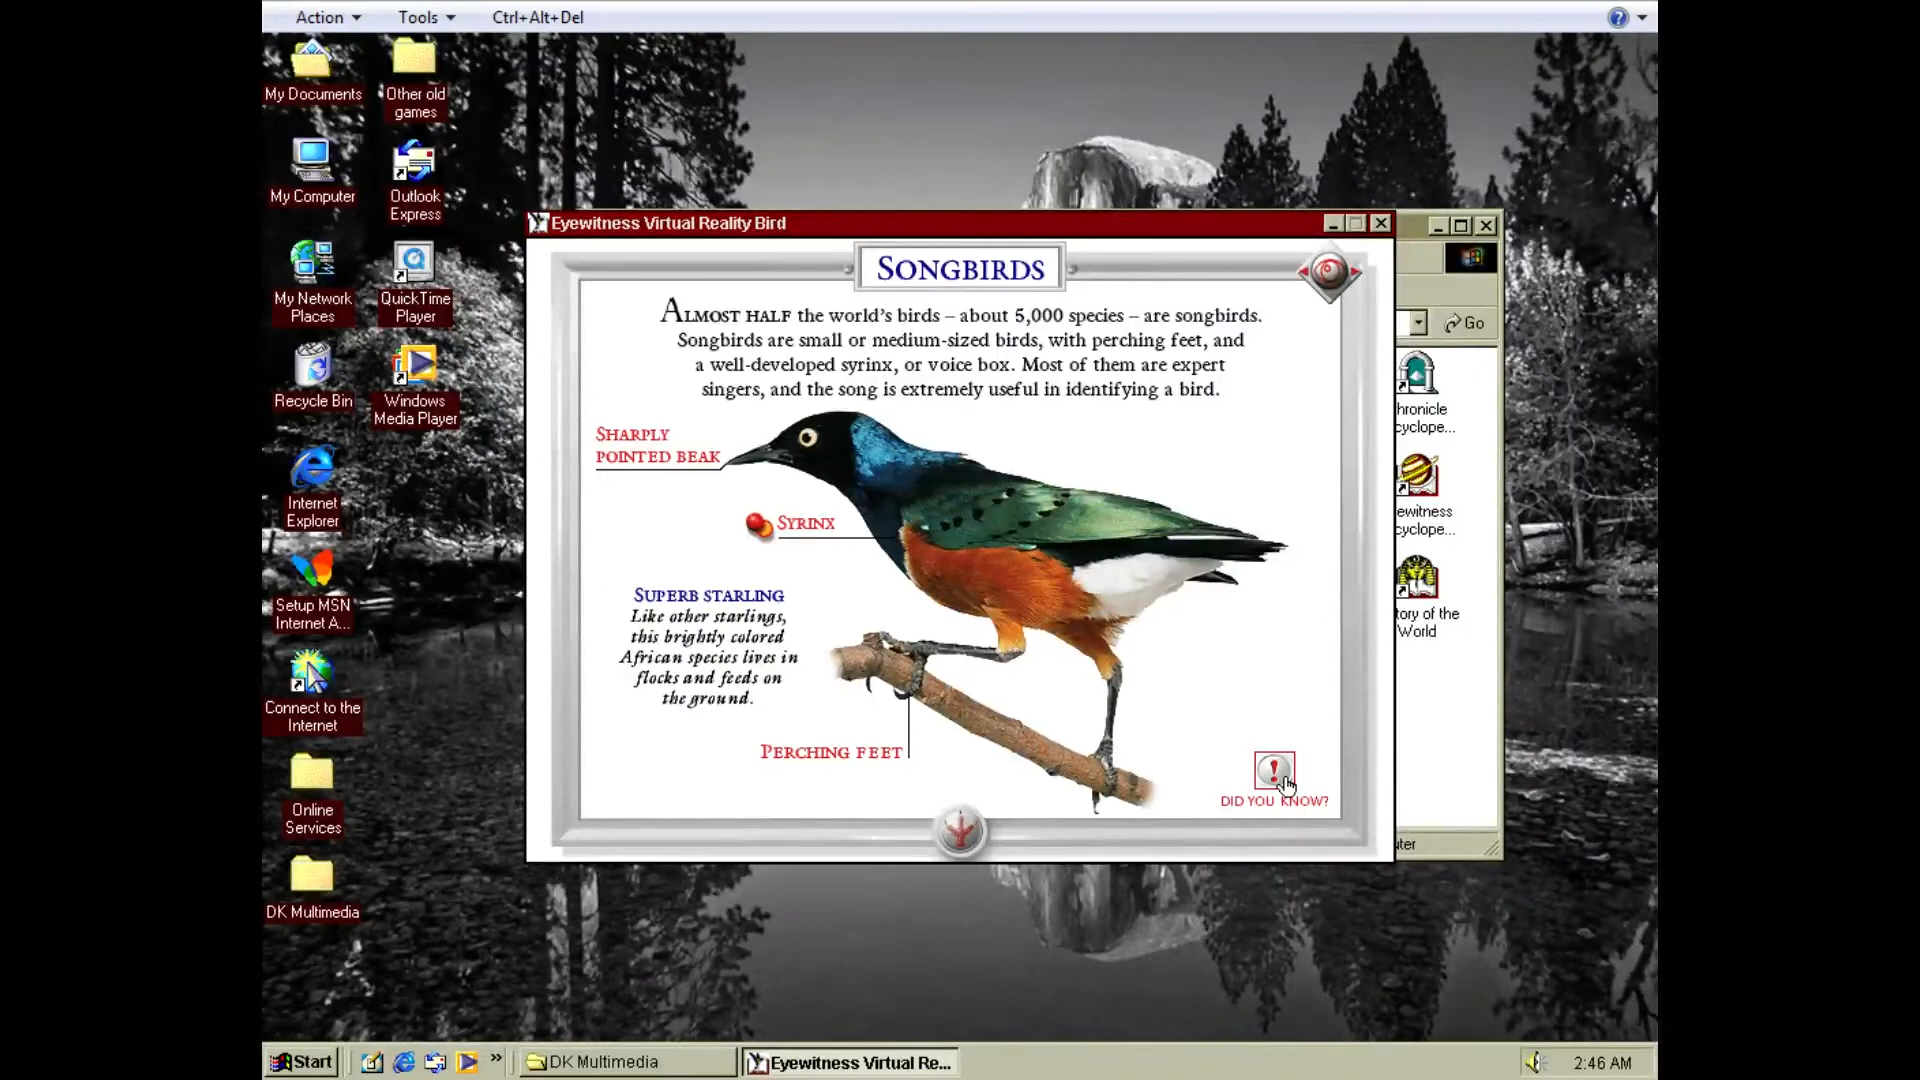 Action
Tools
Ctrl+Alt+Del
My Documents
Other old
games
My Computer
Outlook
Express
My Network
Places
QuickTime
Player
Recycle Bin
Windows
Media Player
Internet
Explorer
Setup MSN
Internet A...
Connect to the
Internet
Online
Services
DK Multimedia
Eyewitness Virtual Reality Bird
SONGBIRDS
ALMOST HALF the world's birds – about 5,000 species – are songbirds.
Songbirds are small or medium-sized birds, with perching feet, and
a well-developed syrinx, or voice box. Most of them are expert
singers, and the song is extremely useful in identifying a bird.
SHARPLY
POINTED BEAK
SYRINX
SUPERB STARLING
Like other starlings,
this brightly colored
African species lives in
flocks and feeds on
the ground.
PERCHING FEET
DID YOU KNOW?
Go
hronicle
cyclope...
ewitness
cyclope...
tory of the
World
uter
Start
DK Multimedia
Eyewitness Virtual Re...
2:46 AM